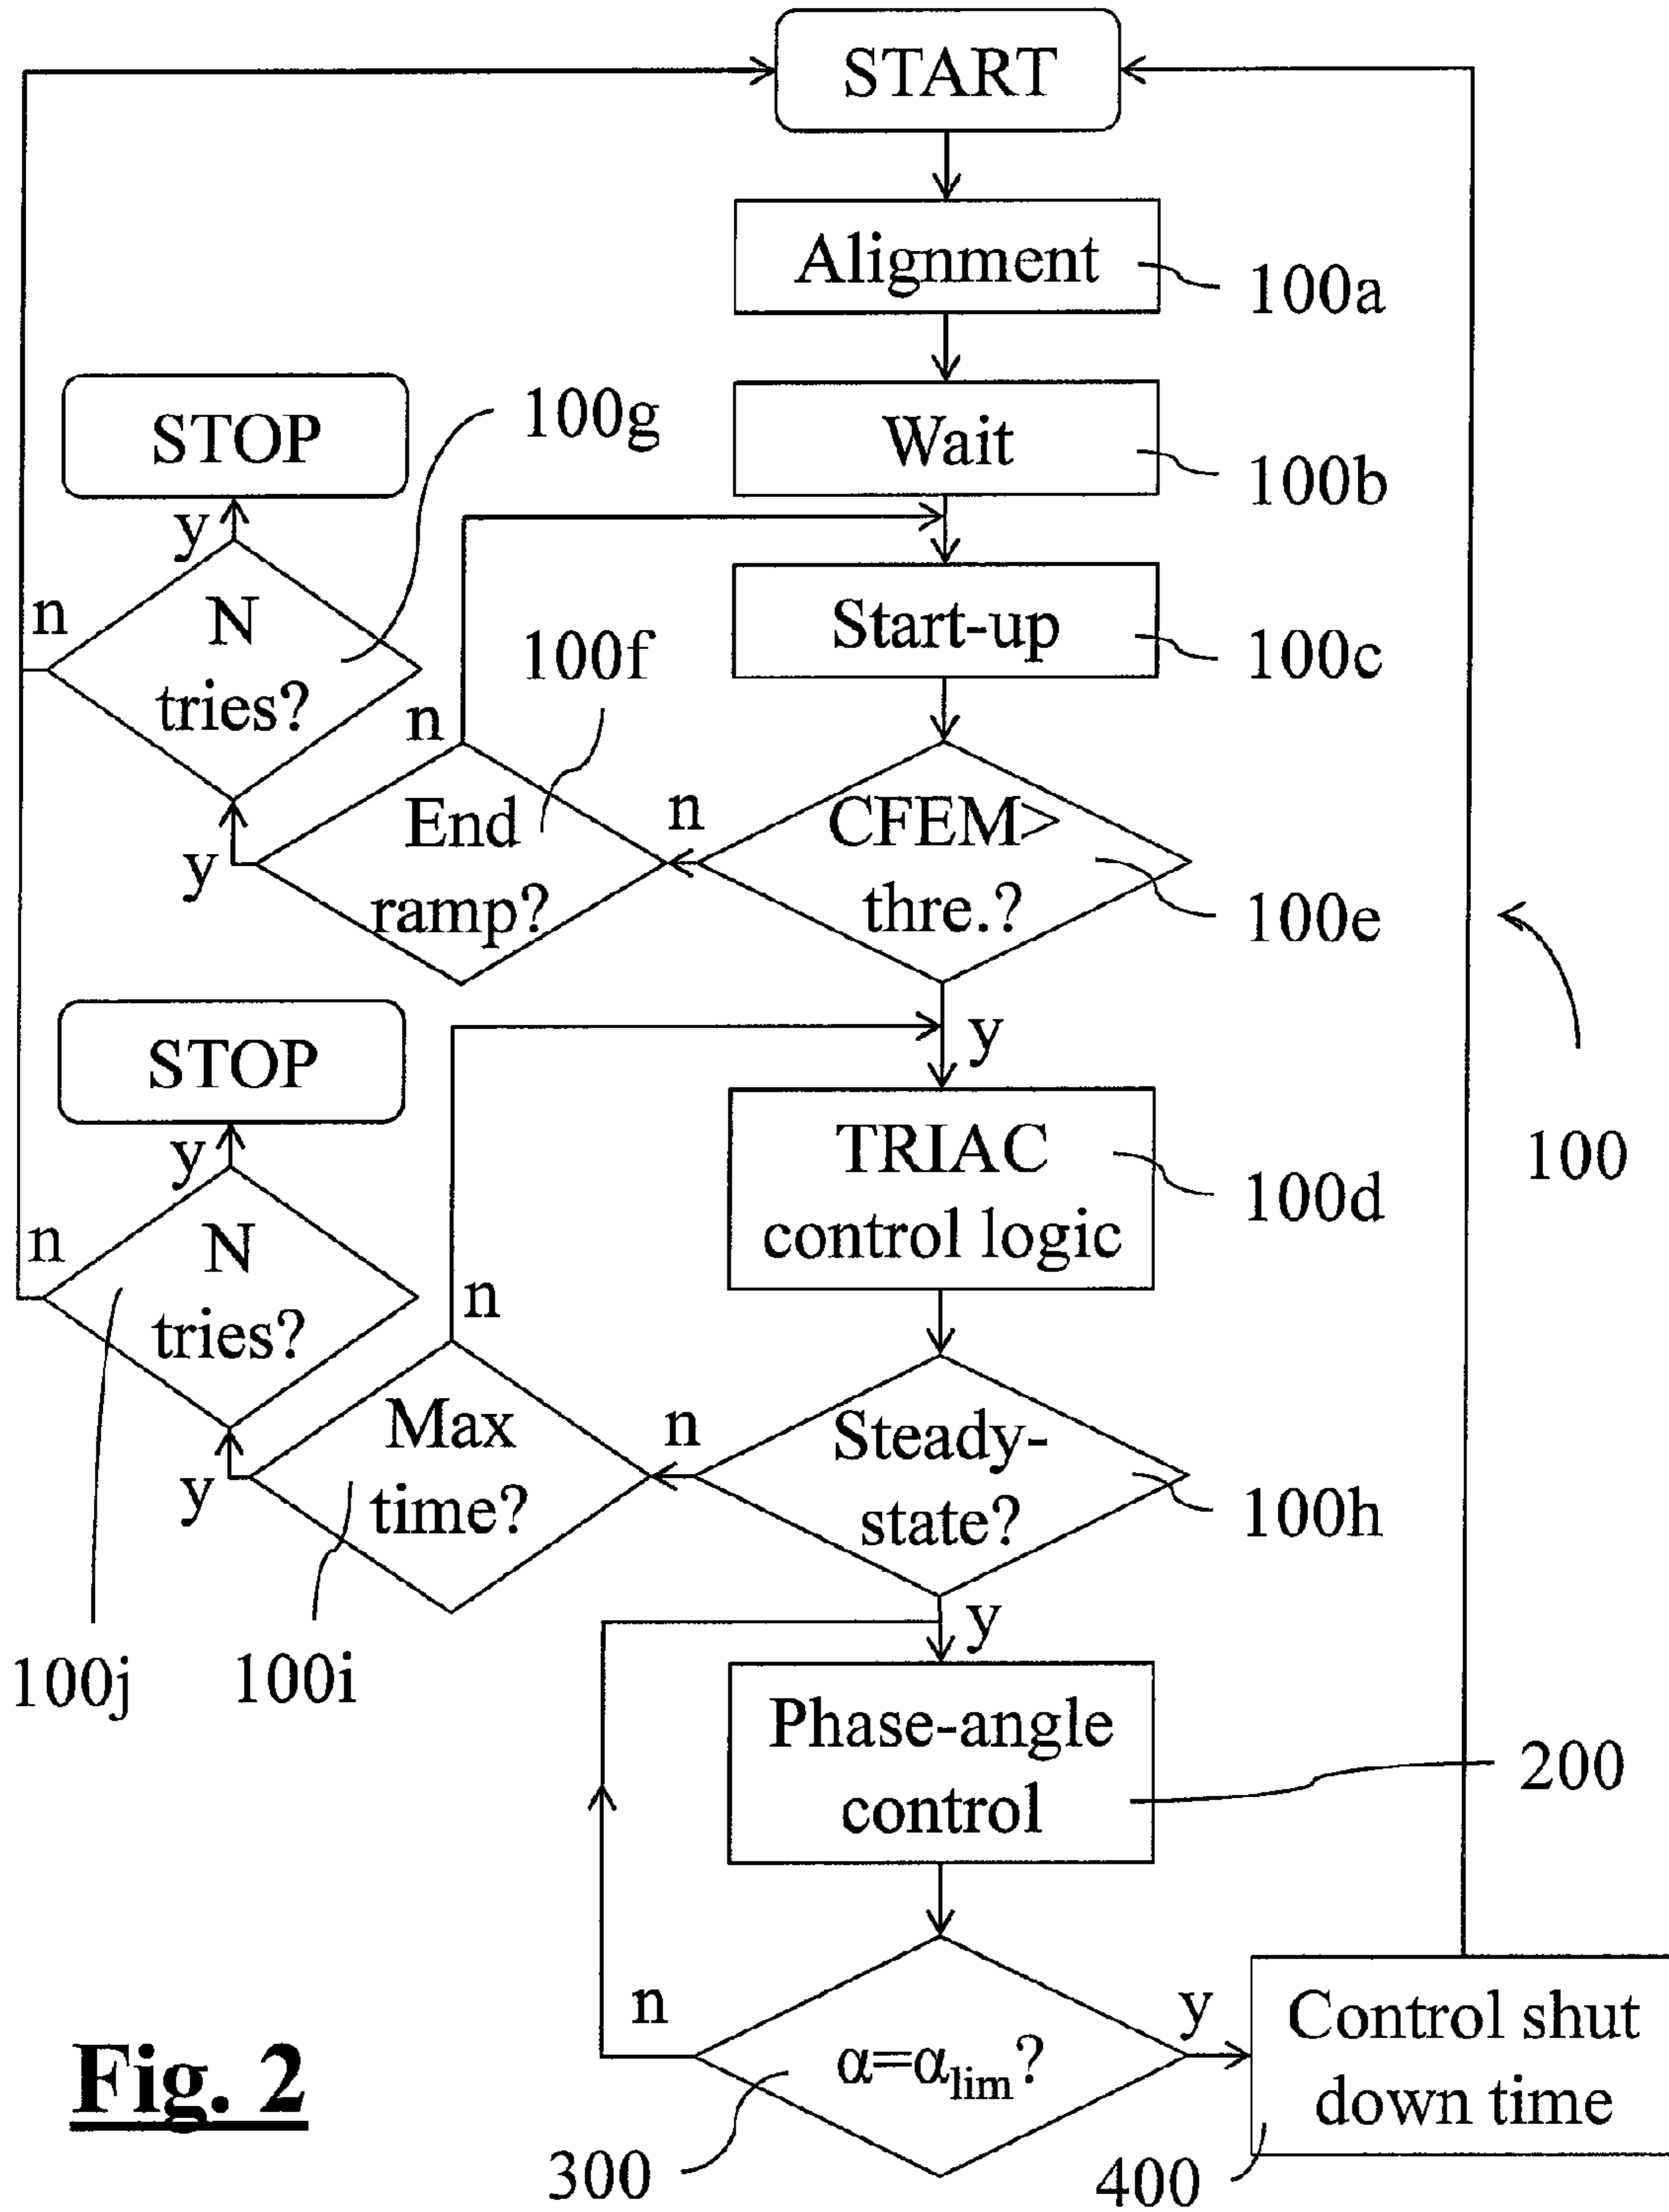 START
Alignment
100a
STOP
100g
Wait
100b
y
n
N
tries?
100f
Start-up
100c
n
End
ramp?
y
n
CFEM>
thre.?
100e
STOP
y
100
y
TRIAC
control logic
100d
n
N
tries?
n
Max
time?
y
n
Steady-
state?
100h
100j
100i
y
Phase-angle
control
200
n
α=αlim?
y
Control shut
down time
Fig. 2
300
400